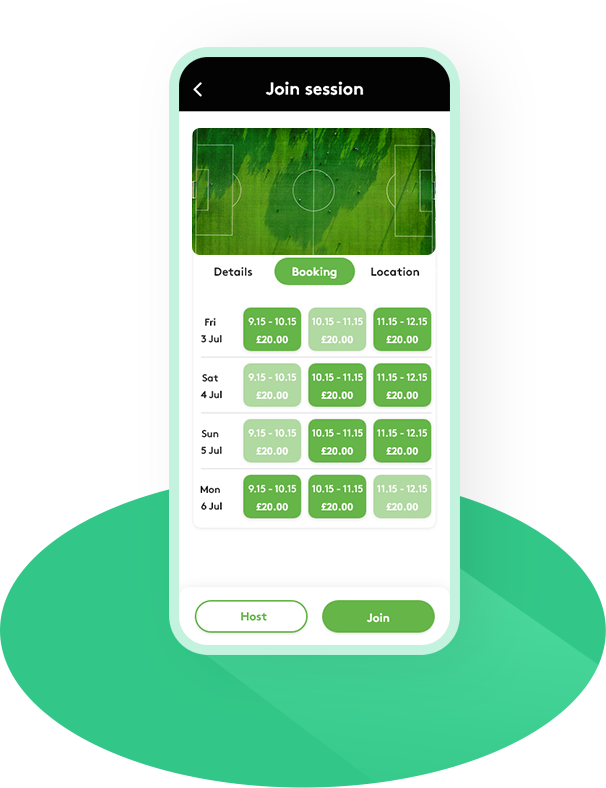 Join session
Details Booking Location
Fri
3 Jul
9.15 - 10.15
£20.00
10.15 - 11.15
£20.00
11.15 - 12.15
£20.00
Sat
4 Jul
9.15 - 10.15
£20.00
10.15 - 11.15
£20.00
11.15 - 12.15
£20.00
Sun
5 Jul
9.15 - 10.15
£20.00
10.15 - 11.15
£20.00
11.15 - 12.15
£20.00
Mon
6 Jul
9.15 - 10.15
£20.00
10.15 - 11.15
£20.00
11.15 - 12.15
£20.00
Host Join